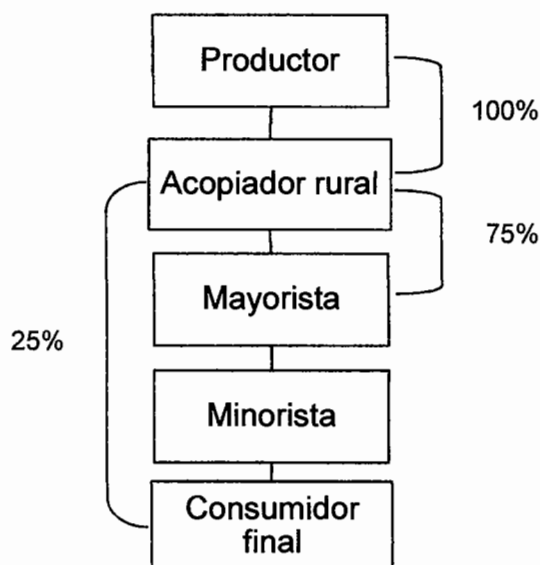 Productor
100%
Acopiador rural
75%
Mayorista
25%
Minorista
Consumidor
final